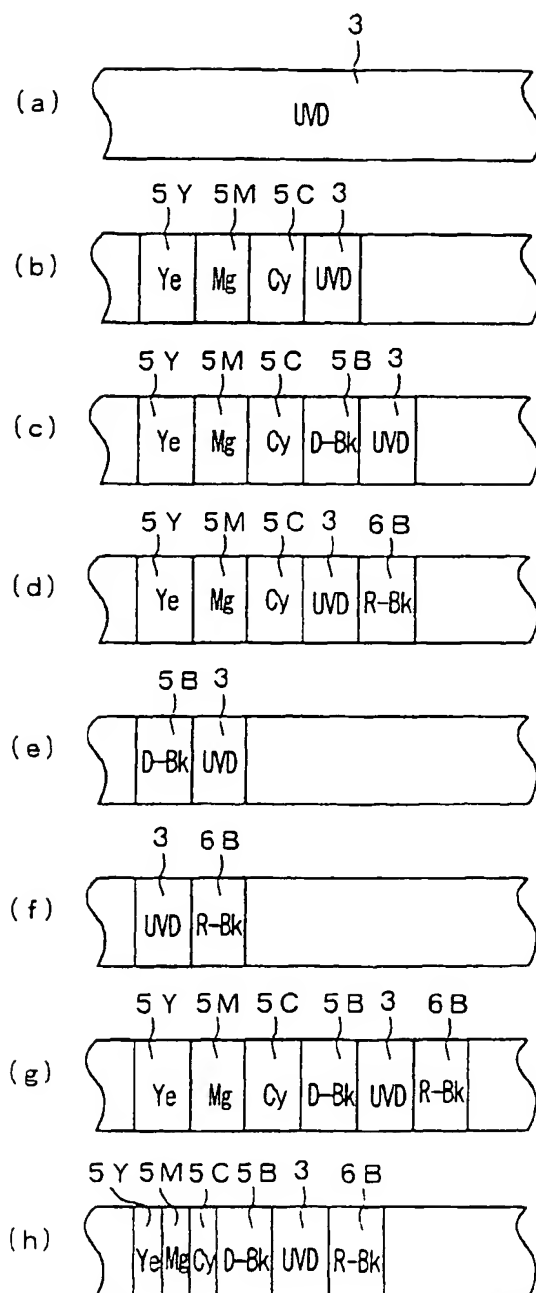 3
(a)
UVD
5Y 5M 5C 3
(b)
Ye Mg Cy UVD
5Y 5M 5C 5B 3
(c)
Ye Mg Cy D-Bk UVD
5Y 5M 5C 3 6B
(d)
Ye Mg Cy UVD R-Bk
5B 3
(e)
D-Bk UVD
3 6B
(f)
UVD R-Bk
5Y 5M 5C 5B 3 6B
(g)
Ye Mg Cy D-Bk UVD R-Bk
5Y 5M 5C 5B 3 6B
(h)
Ye Mg Cy D-Bk UVD R-Bk